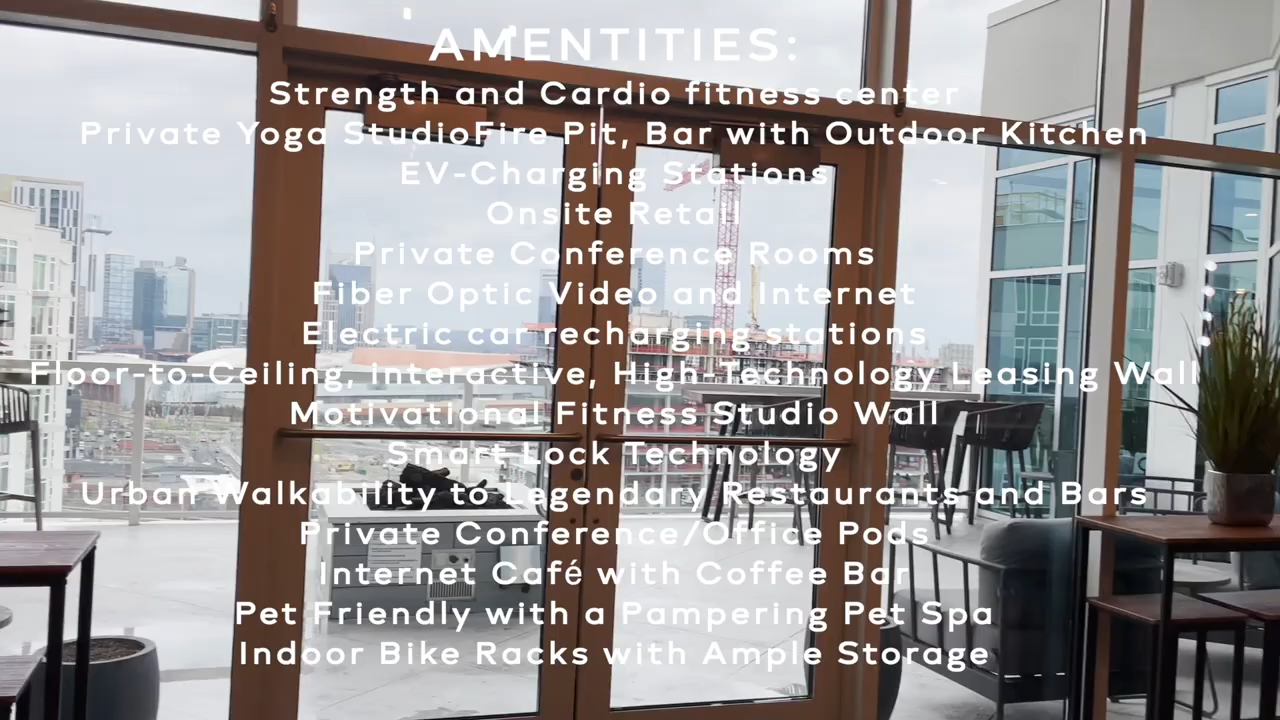 AMENTITIES:
Strength and Cardio fitness center
Private Yoga StudioFire Pit, Bar with Outdoor Kitchen
EV-Charging Stations
Onsite Retail
Private Conference Rooms
Fiber Optic Video and Internet
Electric car recharging stations
Floor-to-Ceiling, Interactive, High-Technology Leasing Wall
Motivational Fitness Studio Wall
Smart Lock Technology
Urban Walkability to Legendary Restaurants and Bars
Private Conference/Office Pods
Internet Café with Coffee Bar
Pet Friendly with a Pampering Pet Spa
Indoor Bike Racks with Ample Storage